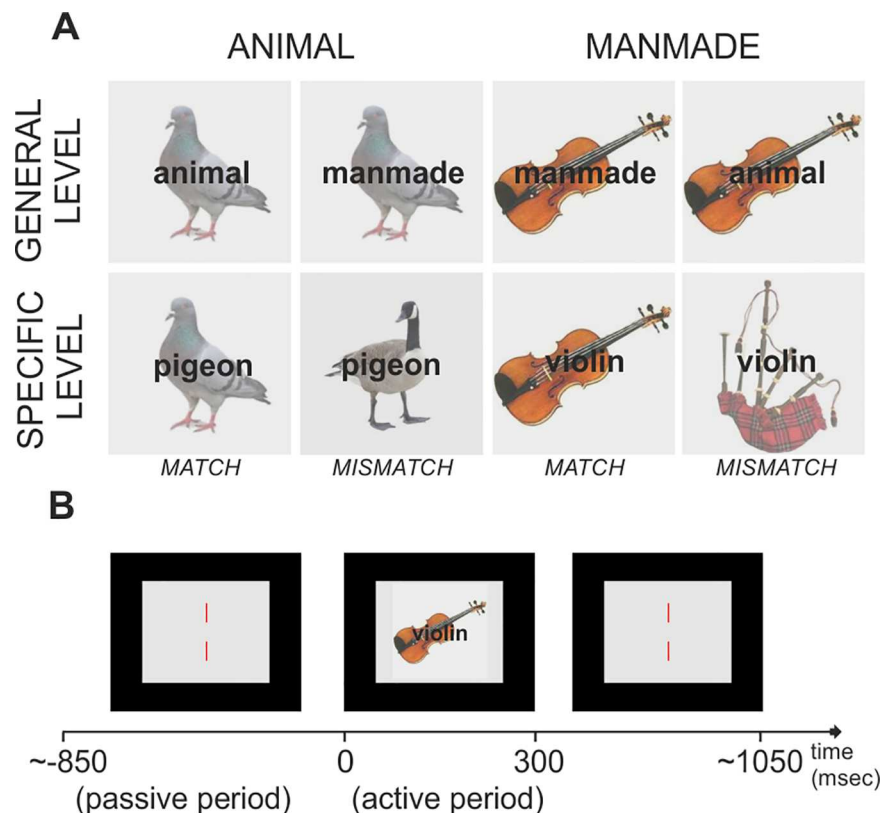 A
ANIMAL MANMADE
GENERAL
LEVEL
animal manmade manmade animal
SPECIFIC
LEVEL
pigeon pigeon violin violin
MATCH MISMATCH MATCH MISMATCH
B
violin
~-850 0 300 ~1050 time
(msec)
(passive period) (active period)